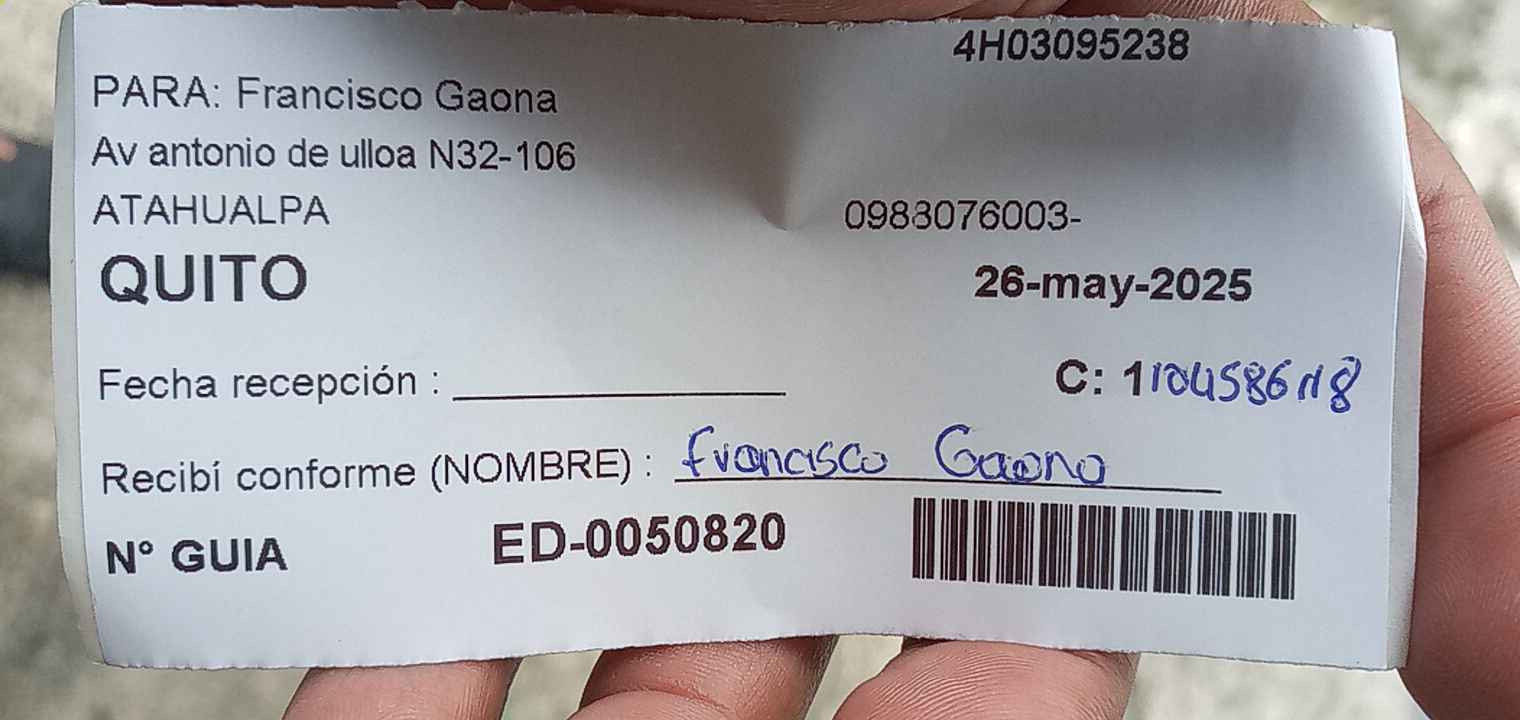 4H03095238
PARA: Francisco Gaona
Av antonio de ulloa N32-106
ATAHUALPA 0983076003-
QUITO 26-may-2025
Fecha recepción : C:
Recibí conforme (NOMBRE) : Francisco Gaona
N° GUIA ED-0050820